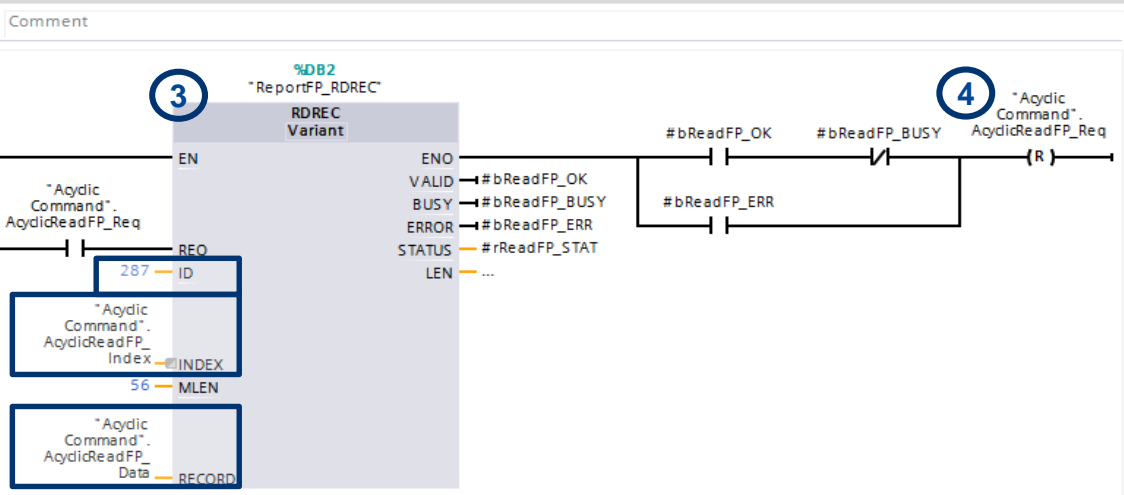 Comment
%DB2
"ReportFP_RDREC"
3
RDREC
Variant
4
"Acyclic
Command".
AcyclicReadFP_Req
#bReadFP_OK
#bReadFP_BUSY
( R )
EN
ENO
VALID
#bReadFP_OK
"Acyclic
Command".
AcyclicReadFP_Req
BUSY
#bReadFP_BUSY
#bReadFP_ERR
ERROR
#bReadFP_ERR
REQ
STATUS
#rReadFP_STAT
287
ID
LEN
...
"Acyclic
Command".
AcyclicReadFP_
Index
INDEX
56
MLEN
"Acyclic
Command".
AcyclicReadFP_
Data
RECORD